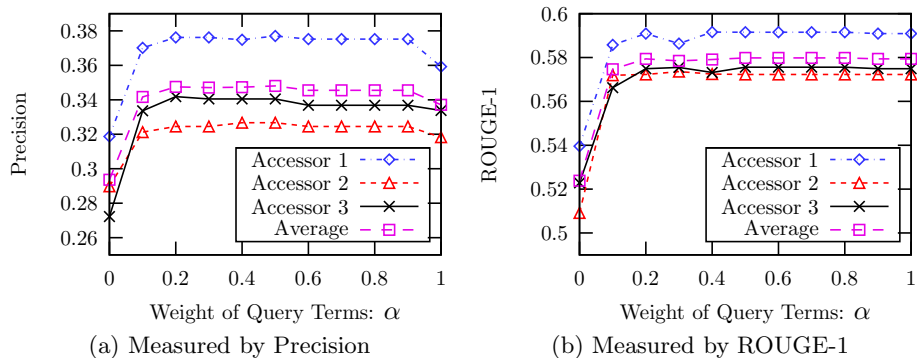 0.38
0.36
0.34
0.32
0.3
0.28
0.26
Precision
Accessor 1
Accessor 2
Accessor 3
Average
0 0.2 0.4 0.6 0.8 1
Weight of Query Terms: α
(a) Measured by Precision
0.6
0.58
0.56
0.54
0.52
0.5
ROUGE-1
Accessor 1
Accessor 2
Accessor 3
Average
0 0.2 0.4 0.6 0.8 1
Weight of Query Terms: α
(b) Measured by ROUGE-1